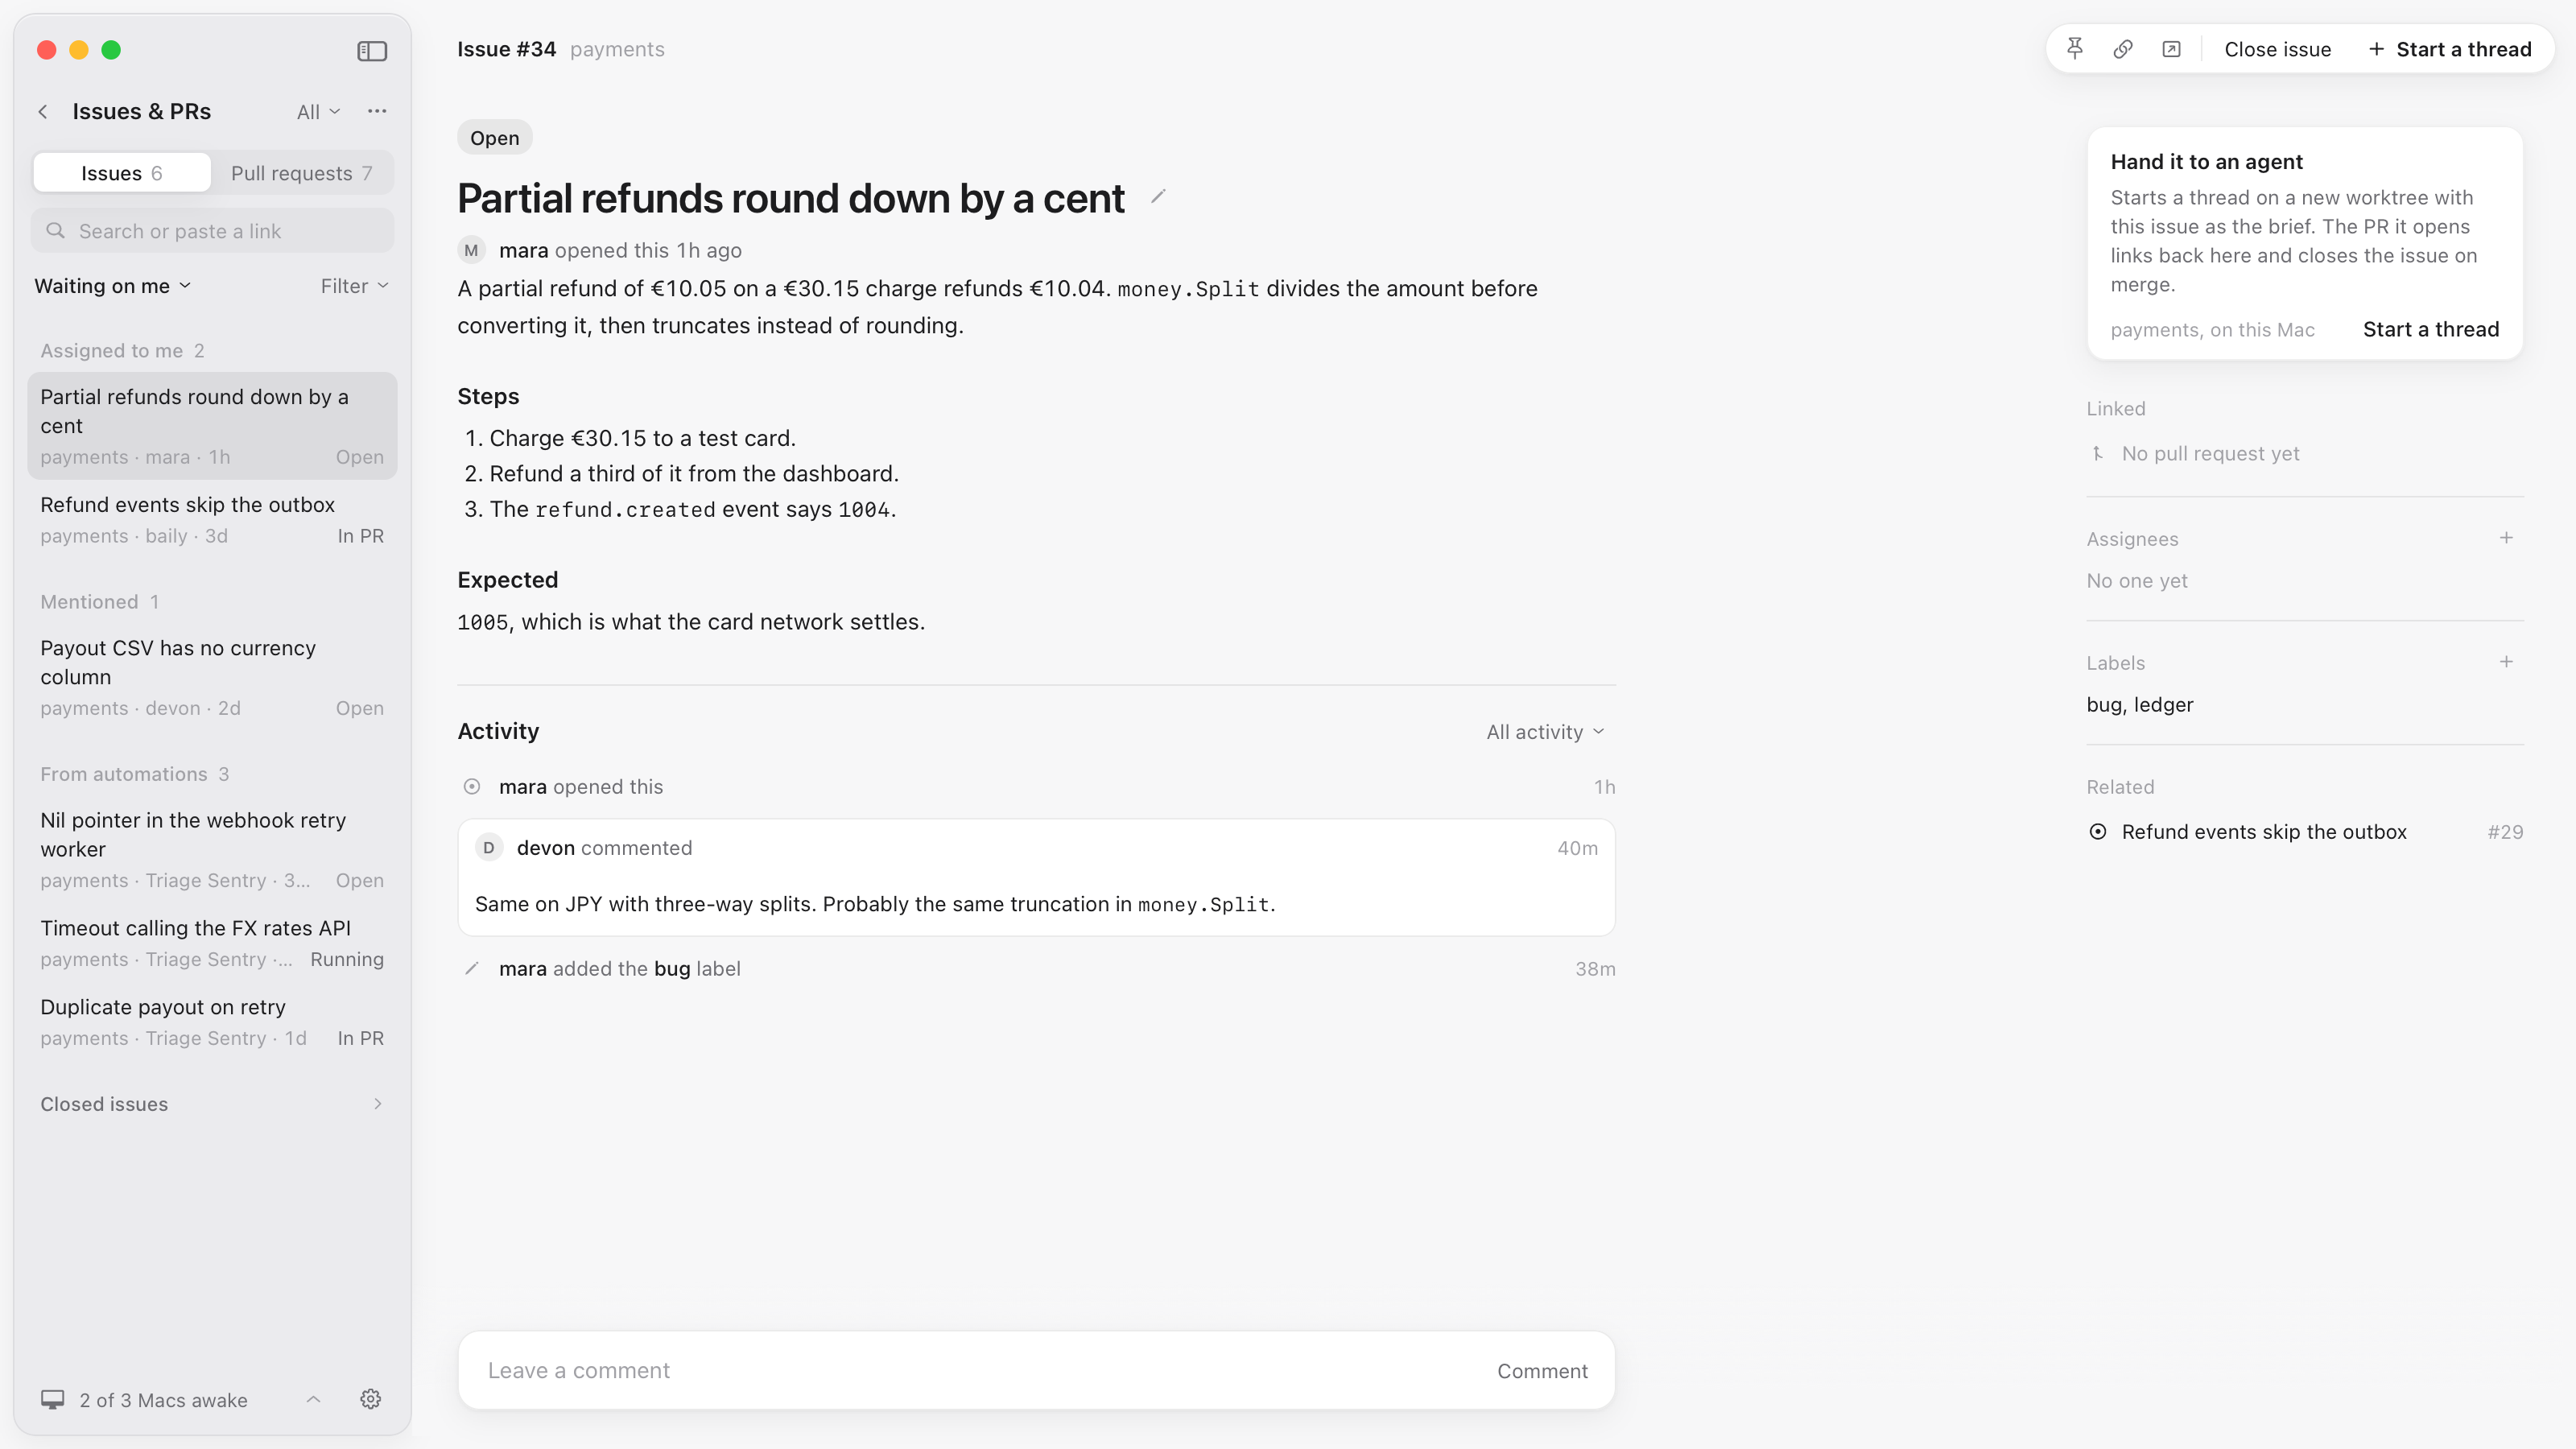 Issues & PRs
All
Issues 6
Pull requests 7
Search or paste a link
Waiting on me
Filter
Assigned to me 2
Partial refunds round down by a
cent
payments · mara · 1h
Open
Refund events skip the outbox
payments · baily · 3d
In PR
Mentioned 1
Payout CSV has no currency
column
payments · devon · 2d
Open
From automations 3
Nil pointer in the webhook retry
worker
payments · Triage Sentry · 3...
Open
Timeout calling the FX rates API
payments · Triage Sentry ·...
Running
Duplicate payout on retry
payments · Triage Sentry · 1d
In PR
Closed issues
2 of 3 Macs awake
Issue #34 payments
Close issue
+ Start a thread
Open
Partial refunds round down by a cent
M mara opened this 1h ago
A partial refund of €10.05 on a €30.15 charge refunds €10.04. money.Split divides the amount before
converting it, then truncates instead of rounding.
Steps
1. Charge €30.15 to a test card.
2. Refund a third of it from the dashboard.
3. The refund.created event says 1004.
Expected
1005, which is what the card network settles.
Activity
All activity
mara opened this
1h
D devon commented
40m
Same on JPY with three-way splits. Probably the same truncation in money.Split.
mara added the bug label
38m
Leave a comment
Comment
Hand it to an agent
Starts a thread on a new worktree with
this issue as the brief. The PR it opens
links back here and closes the issue on
merge.
payments, on this Mac
Start a thread
Linked
No pull request yet
Assignees
No one yet
Labels
bug, ledger
Related
Refund events skip the outbox
#29